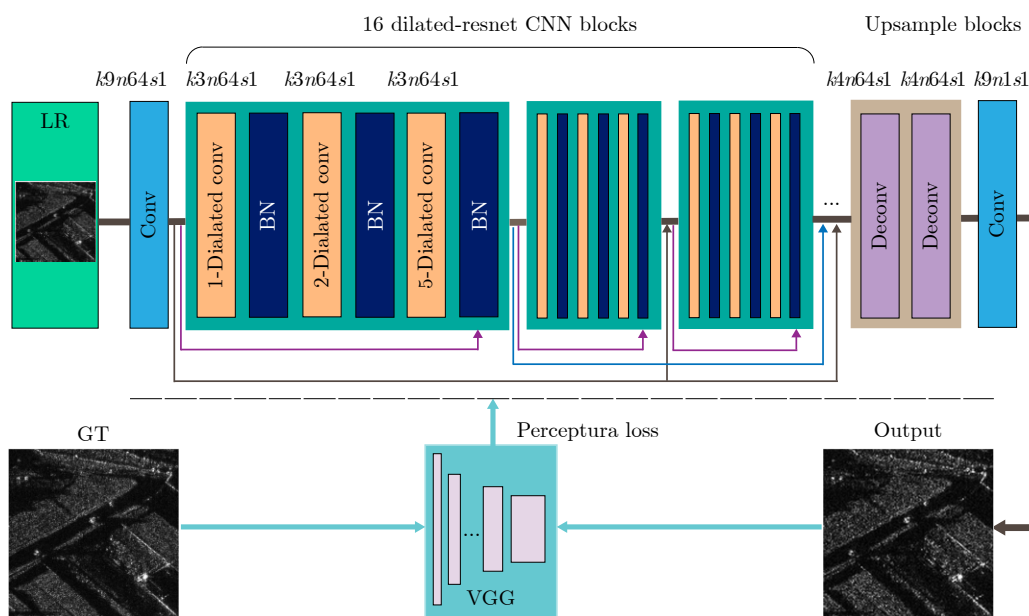 16 dilated-resnet CNN blocks
Upsample blocks
k9n64s1
k3n64s1
k3n64s1
k3n64s1
k4n64s1
k4n64s1
k9n1s1
LR
Conv
1-Dialated conv
BN
2-Dialated conv
BN
5-Dialated conv
BN
...
Deconv
Deconv
Conv
GT
Perceptura loss
Output
...
VGG